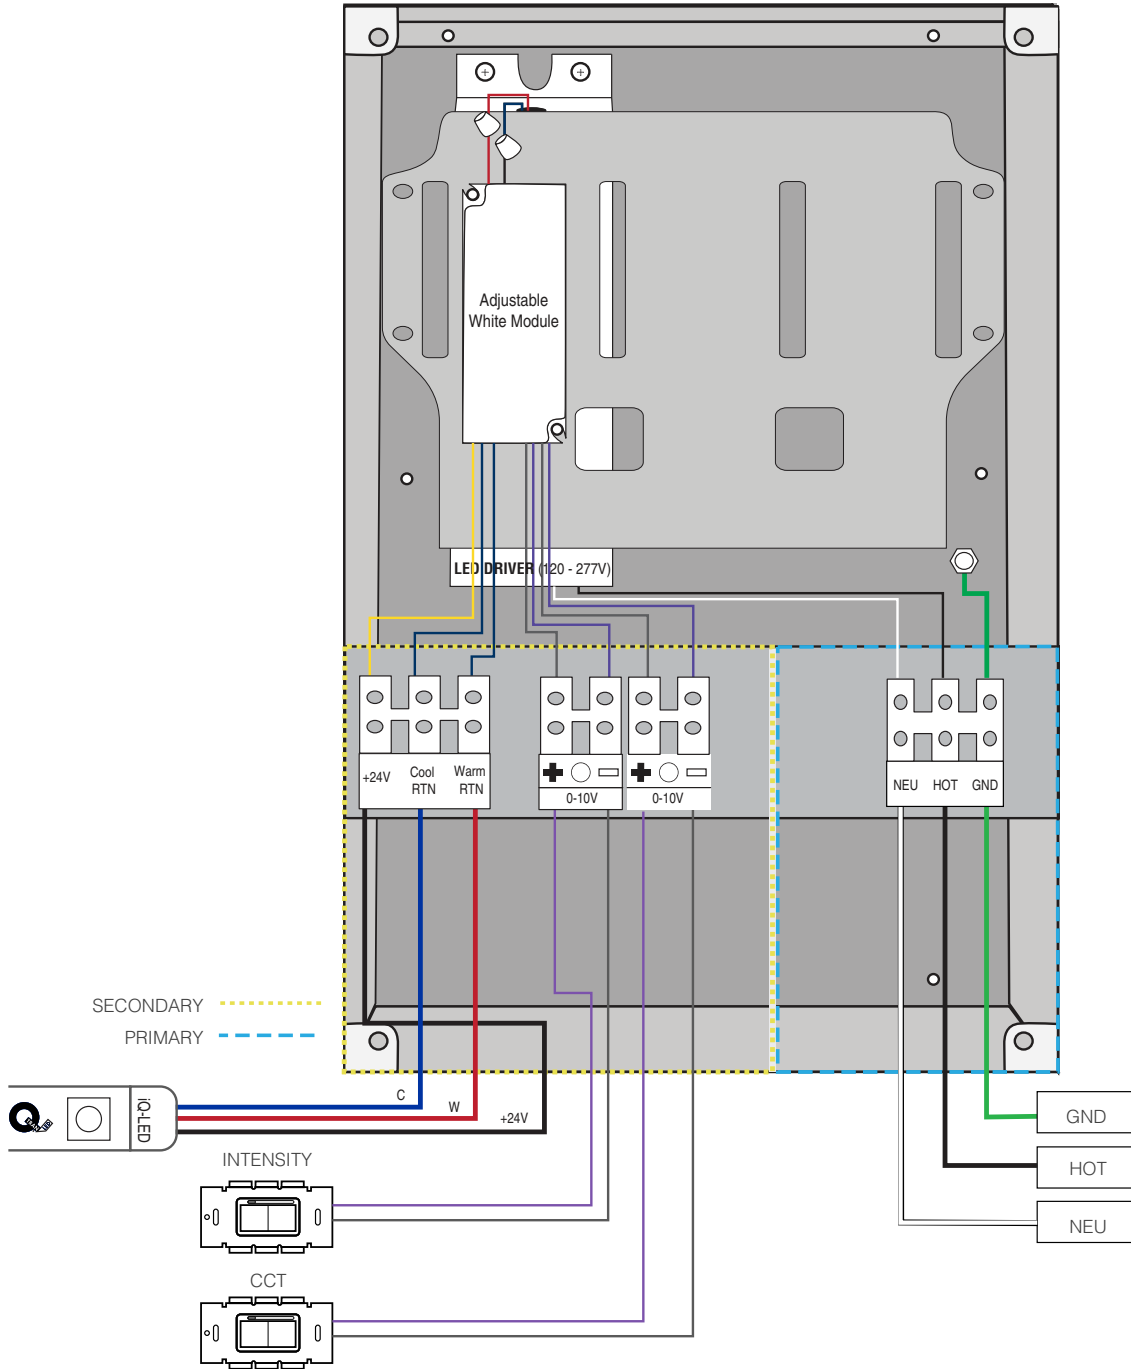 Adjustable
White Module
LED DRIVER (120 - 277V)
+24V
Cool
RTN
Warm
RTN
0-10V
0-10V
NEU
HOT
GND
SECONDARY
PRIMARY
iQ-LED
C
W
+24V
INTENSITY
CCT
GND
HOT
NEU